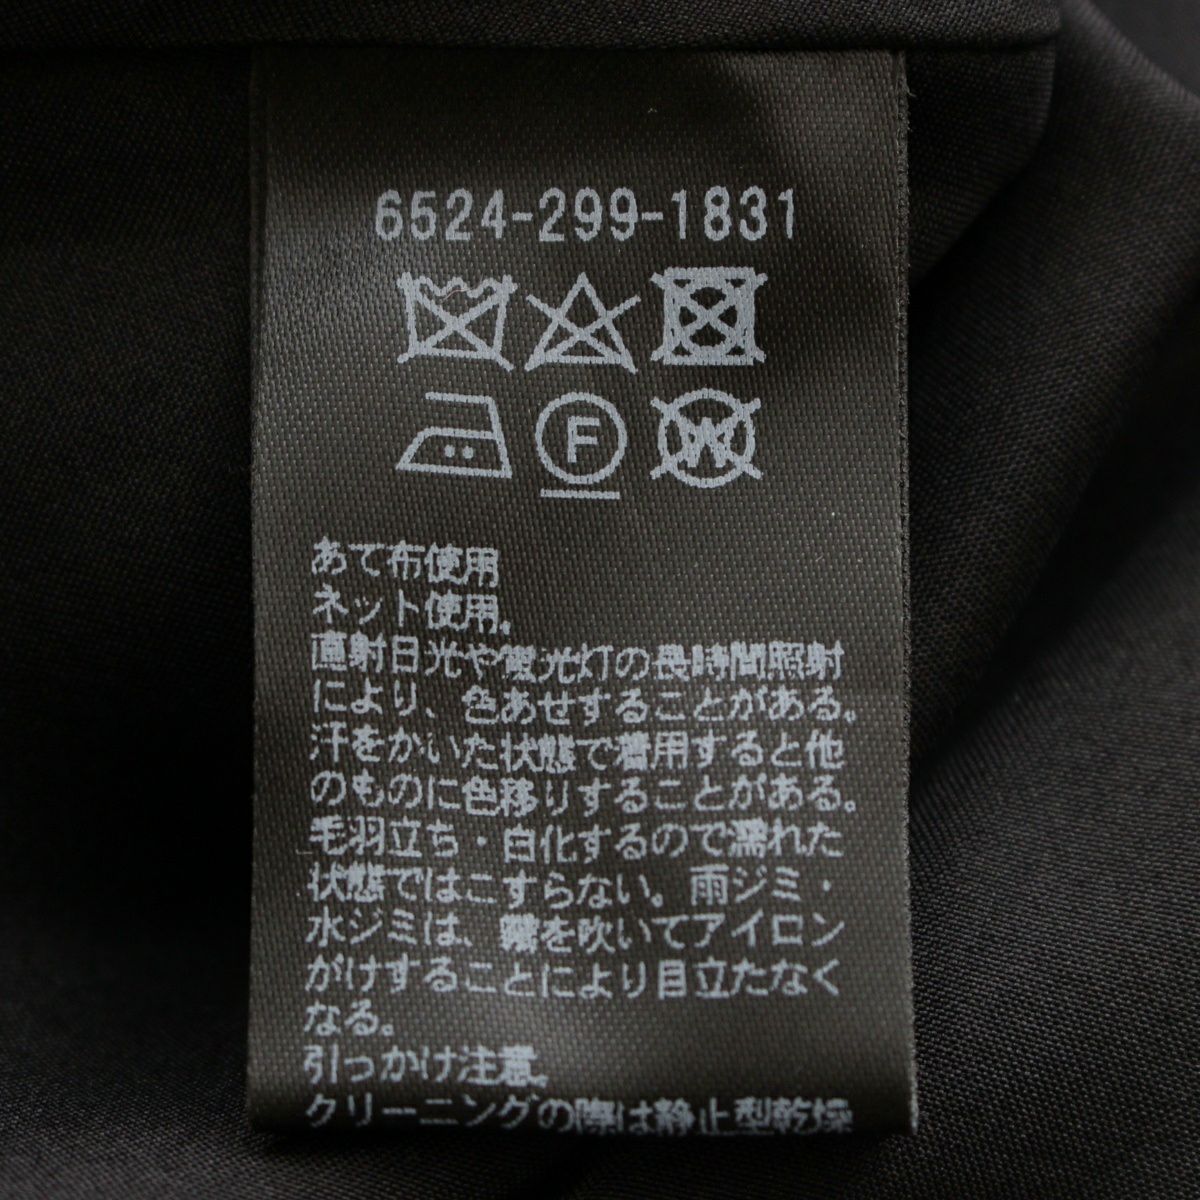 6524-299-1831
F
W
あて布使用
ネット使用。
直射日光や電光灯の長時間照射
により、色あせすることがある。
汗をかいた状態で着用すると他
のものに色移りすることがある。
毛羽立ち・白化するので濡れた
状態ではこすらない。雨ジミ・
水ジミは、霧を吹いてアイロン
がけすることにより目立たなく
なる。
引っかけ注意。
クリーニングの際は静止型乾燥